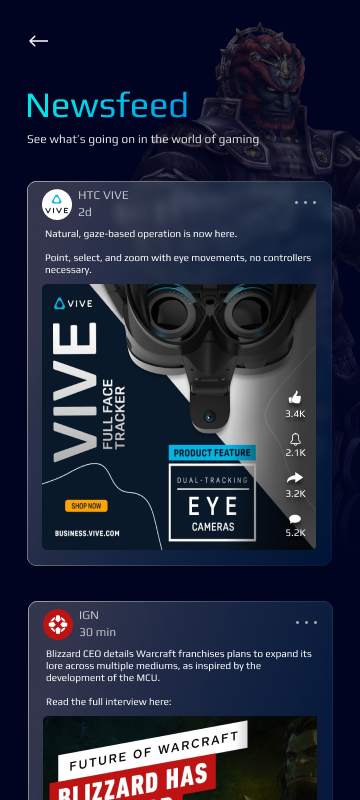 Newsfeed
See what's going on in the world of gaming
VIVE
HTC VIVE
2d
Natural, gaze-based operation is now here.
Point, select, and zoom with eye movements, no controllers
necessary.
VIVE
VIVE
FULL FACE
TRACKER
3.4K
2.1K
3.2K
5.2K
PRODUCT FEATURE
DUAL-TRACKING
EYE
CAMERAS
SHOP NOW
BUSINESS.VIVE.COM
IGN
30 min
Blizzard CEO details Warcraft franchises plans to expand its
lore across multiple mediums, as inspired by the
development of the MCU.
Read the full interview here:
FUTURE OF WARCRAFT
BLIZZARD HAS